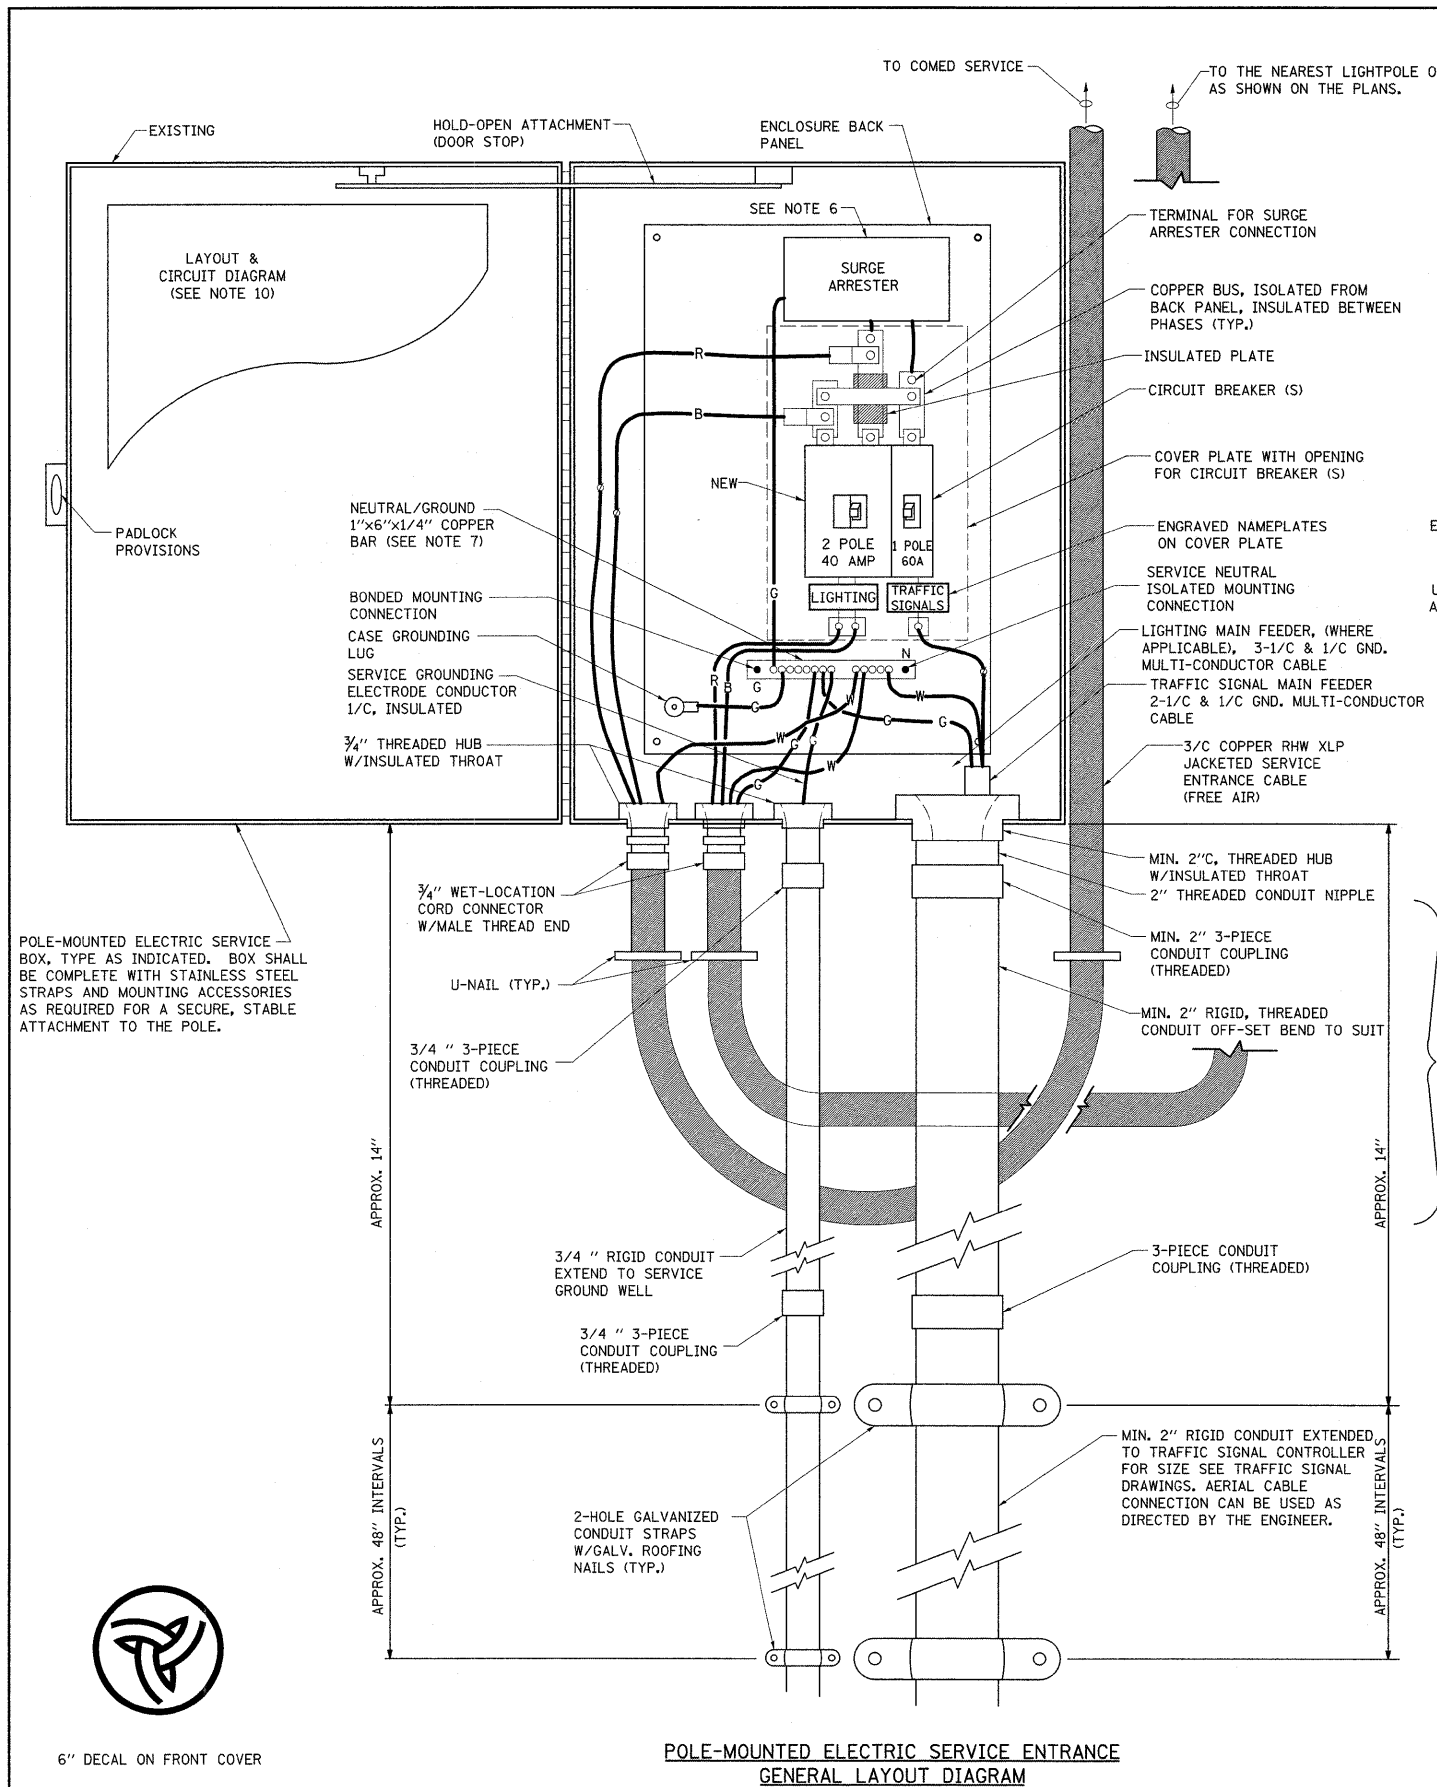 TO COMED SERVICE
TO THE NEAREST LIGHTPOLE O
AS SHOWN ON THE PLANS.
EXISTING
HOLD-OPEN ATTACHMENT
(DOOR STOP)
ENCLOSURE BACK
PANEL
SEE NOTE 6
TERMINAL FOR SURGE
ARRESTER CONNECTION
LAYOUT &
CIRCUIT DIAGRAM
(SEE NOTE 10)
SURGE
ARRESTER
COPPER BUS, ISOLATED FROM
BACK PANEL, INSULATED BETWEEN
PHASES (TYP.)
R
INSULATED PLATE
CIRCUIT BREAKER (S)
B
COVER PLATE WITH OPENING
FOR CIRCUIT BREAKER (S)
NEW
NEUTRAL/GROUND
1"x6"x1/4" COPPER
BAR (SEE NOTE 7)
PADLOCK
PROVISIONS
2 POLE
40 AMP
1 POLE
60A
ENGRAVED NAMEPLATES
ON COVER PLATE
E
SERVICE NEUTRAL
ISOLATED MOUNTING
CONNECTION
U
A
BONDED MOUNTING
CONNECTION
G
LIGHTING
TRAFFIC
SIGNALS
CASE GROUNDING
LUG
N
LIGHTING MAIN FEEDER, (WHERE
APPLICABLE), 3-1/C & 1/C GND.
MULTI-CONDUCTOR CABLE
SERVICE GROUNDING
ELECTRODE CONDUCTOR
1/C, INSULATED
R
B
G
G
W
W
G
G
TRAFFIC SIGNAL MAIN FEEDER
2-1/C & 1/C GND. MULTI-CONDUCTOR
CABLE
3/4" THREADED HUB
W/INSULATED THROAT
W
G
G
W
G
3/C COPPER RHW XLP
JACKETED SERVICE
ENTRANCE CABLE
(FREE AIR)
MIN. 2"C, THREADED HUB
W/INSULATED THROAT
2" THREADED CONDUIT NIPPLE
3/4" WET-LOCATION
CORD CONNECTOR
W/MALE THREAD END
POLE-MOUNTED ELECTRIC SERVICE
BOX, TYPE AS INDICATED. BOX SHALL
BE COMPLETE WITH STAINLESS STEEL
STRAPS AND MOUNTING ACCESSORIES
AS REQUIRED FOR A SECURE, STABLE
ATTACHMENT TO THE POLE.
MIN. 2" 3-PIECE
CONDUIT COUPLING
(THREADED)
U-NAIL (TYP.)
MIN. 2" RIGID, THREADED
CONDUIT OFF-SET BEND TO SUIT
3/4 " 3-PIECE
CONDUIT COUPLING
(THREADED)
APPROX. 14"
APPROX. 14"
3/4 " RIGID CONDUIT
EXTEND TO SERVICE
GROUND WELL
3-PIECE CONDUIT
COUPLING (THREADED)
3/4 " 3-PIECE
CONDUIT COUPLING
(THREADED)
MIN. 2" RIGID CONDUIT EXTENDED
TO TRAFFIC SIGNAL CONTROLLER
FOR SIZE SEE TRAFFIC SIGNAL
DRAWINGS. AERIAL CABLE
CONNECTION CAN BE USED AS
DIRECTED BY THE ENGINEER.
APPROX. 48" INTERVALS
(TYP.)
APPROX. 48" INTERVALS
(TYP.)
2-HOLE GALVANIZED
CONDUIT STRAPS
W/GALV. ROOFING
NAILS (TYP.)
6" DECAL ON FRONT COVER
POLE-MOUNTED ELECTRIC SERVICE ENTRANCE
GENERAL LAYOUT DIAGRAM